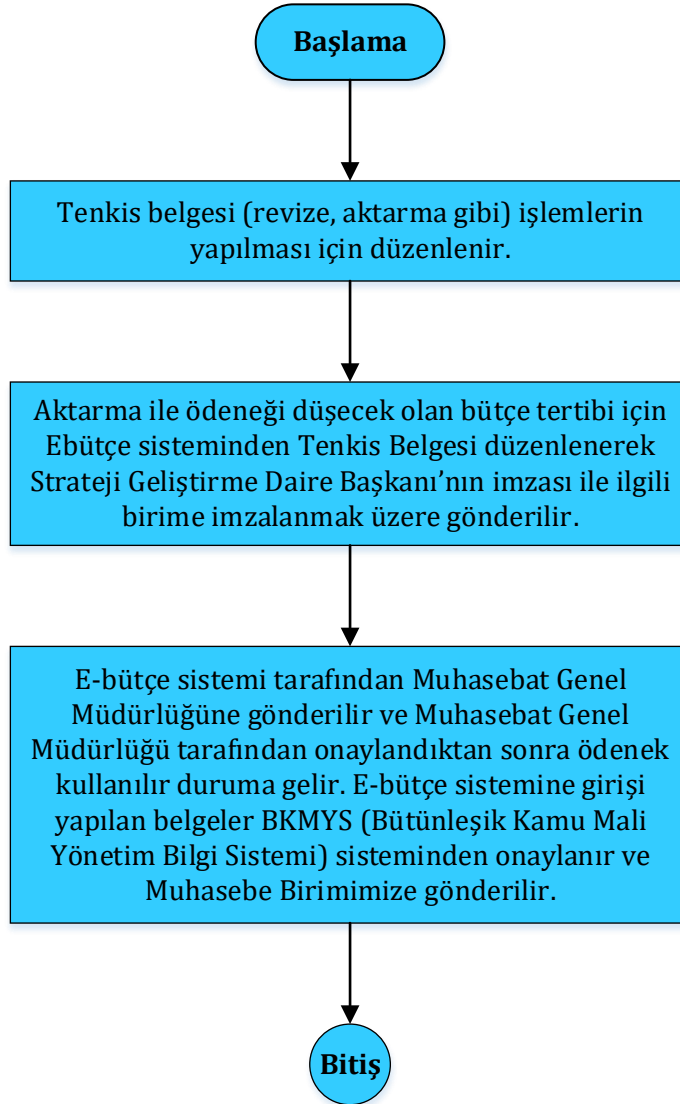 Başlama
Tenkis belgesi (revize, aktarma gibi) işlemlerin
yapılması için düzenlenir.
Aktarma ile ödeneği düşecek olan bütçe tertibi için
Ebütçe sisteminden Tenkis Belgesi düzenlenerek
Strateji Geliştirme Daire Başkanı’nın imzası ile ilgili
birime imzalanmak üzere gönderilir.
E-bütçe sistemi tarafından Muhasebat Genel
Müdürlüğüne gönderilir ve Muhasebat Genel
Müdürlüğü tarafından onaylandıktan sonra ödenek
kullanılır duruma gelir. E-bütçe sistemine girişi
yapılan belgeler BKMYS (Bütünleşik Kamu Mali
Yönetim Bilgi Sistemi) sisteminden onaylanır ve
Muhasebe Birimimize gönderilir.
Bitiş